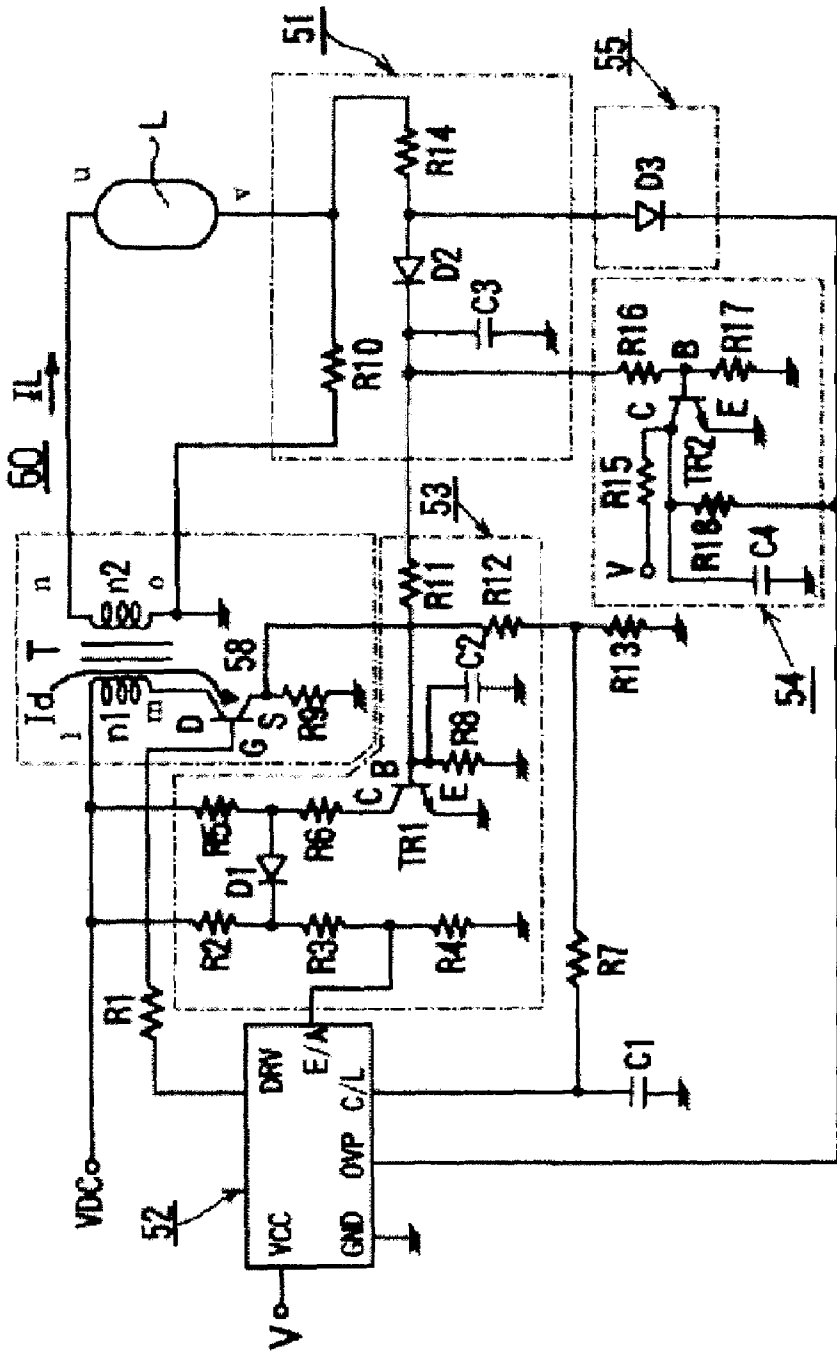 60
IL
u
L
v
51
R14
D2
R10
C3
55
D3
R16
B
R17
C
E
R15
TR2
V
R18
C4
54
n
n2
o
T
Id
l
n1
m
D
G
S
58
R9
53
R11
R12
C2
R13
B
R8
C
E
TR1
R5
R6
D1
R2
R3
R4
R7
C1
R1
VDC
52
DRV
E/A
C/L
VCC
GND
OVP
V